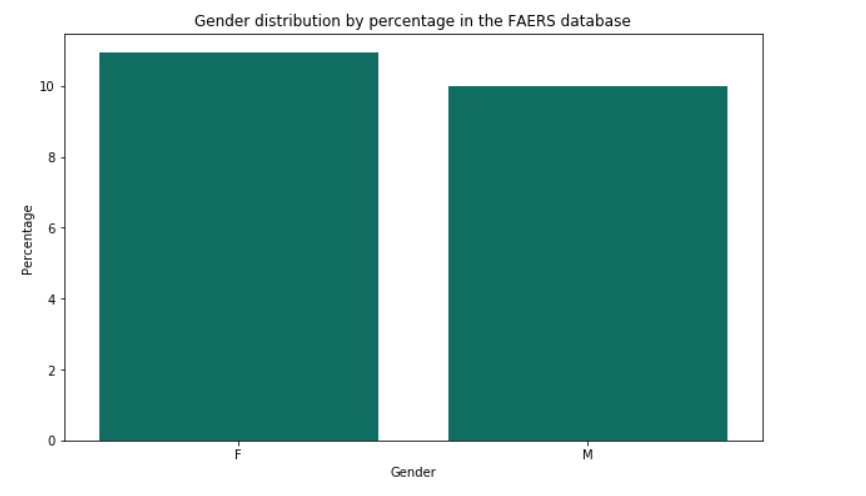 Gender distribution by percentage in the FAERS database
10
8
6
4
2
0
Percentage
F
M
Gender